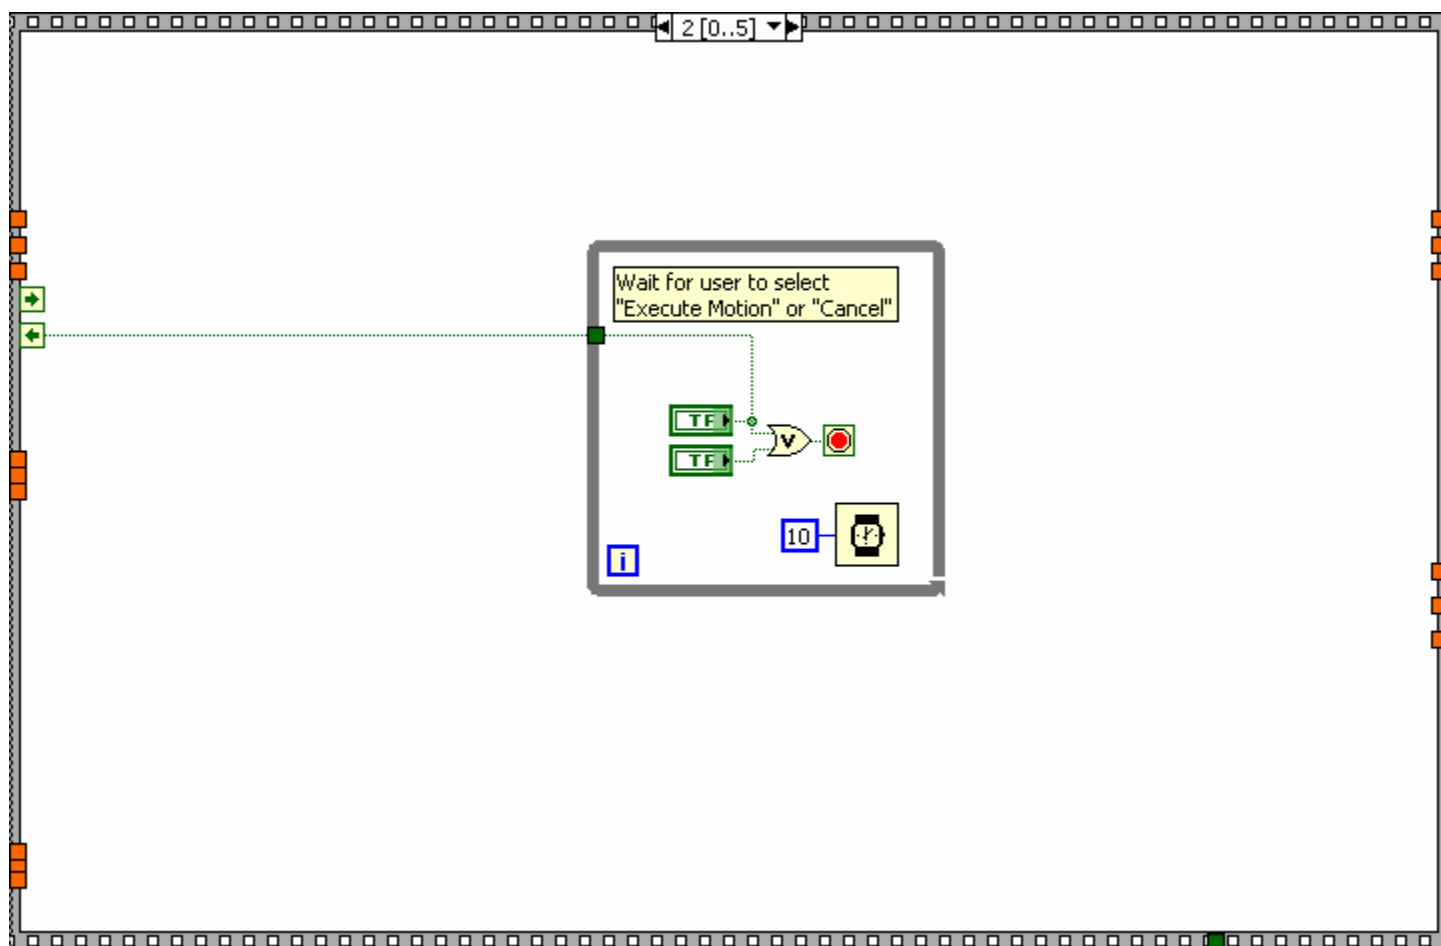 2 [0..5]
Wait for user to select
"Execute Motion" or "Cancel"
TF
V
TF
10
i